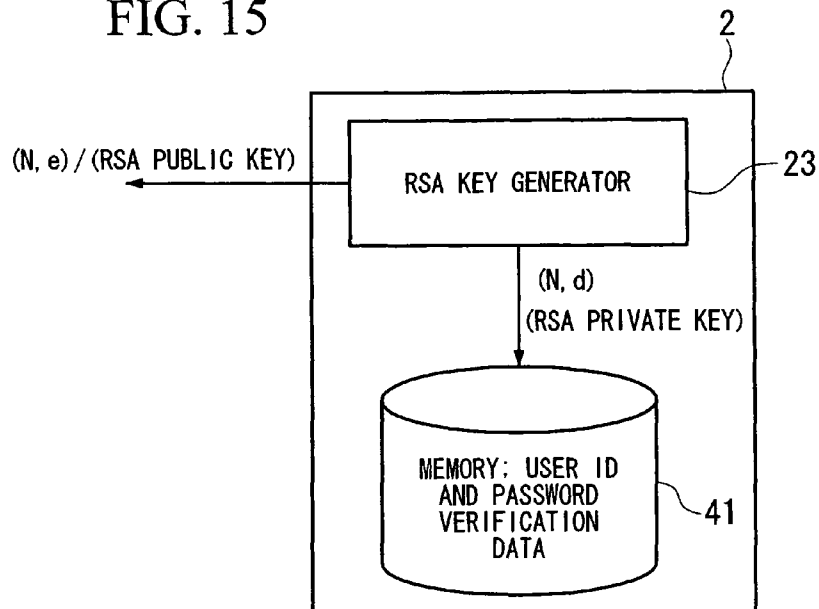 FIG. 15
2
(N, e)/(RSA PUBLIC KEY)
RSA KEY GENERATOR
23
(N, d)
(RSA PRIVATE KEY)
MEMORY; USER ID
AND PASSWORD
VERIFICATION
DATA
41